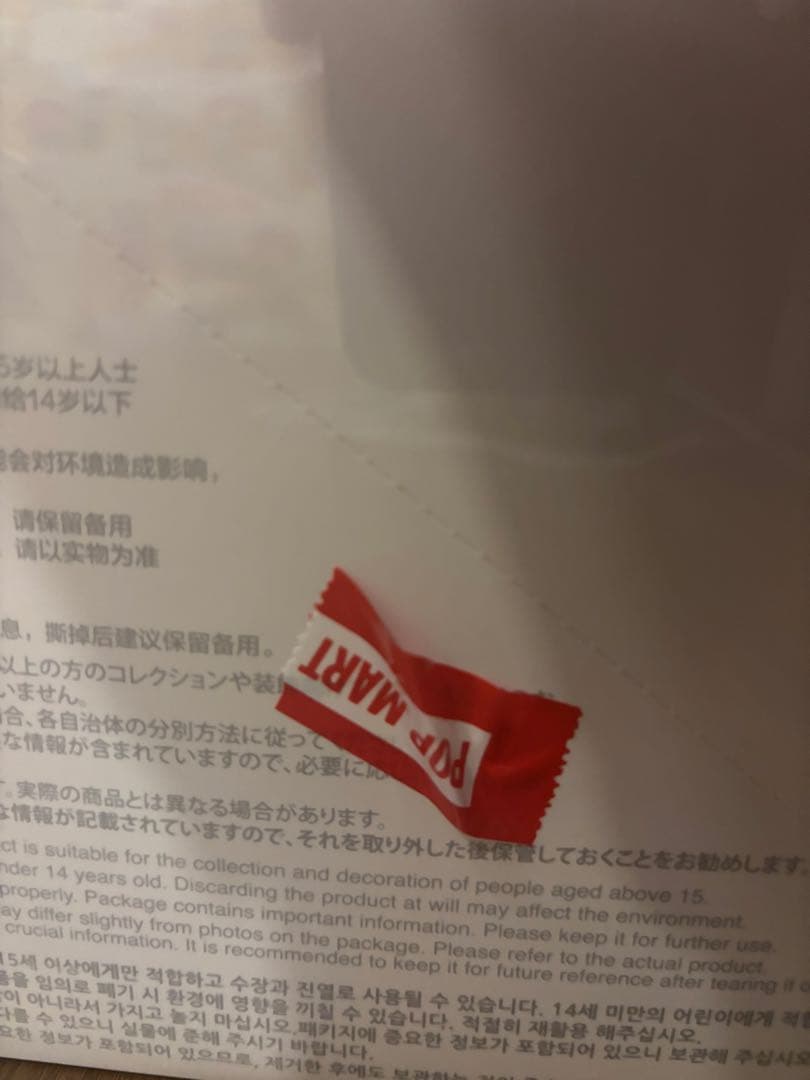 5岁以上人士
给14岁以下
会对环境造成影响，
请保留备用
请以实物为准
息，撕掉后建议保留备用。
以上の方のコレクションや装
いません。
合、各自治体の分別方法に従って
な情報が含まれていますので、必要に応
POP MART
。実際の商品とは異なる場合があります。
な情報が記載されていますので、それを取り外した後保管しておくことをお勧めします。
ct is suitable for the collection and decoration of people aged above 15.
nder 14 years old. Discarding the product at will may affect the environment.
properly. Package contains important information. Please keep it for further use.
ay differ slightly from photos on the package. Please refer to the actual product.
crucial information. It is recommended to keep it for future reference after tearing it o
15세 이상에게만 적합하고 수장과 진열로 사용될 수 있습니다. 14세 미만의 어린이에게 적합
품을 임의로 폐기 시 환경에 영향을 끼칠 수 있습니다. 적절히 재활용 해주십시오.
이 아니라서 가지고 놀지 마십시오,패키지에 중요한 정보가 포함되어 있으니 보관해 주십시오
다를 수 있으니 실물에 준해 주시기 바랍니다.
요한 정보가 포함되어 있으므로, 제거한 후에도 보관하는 것이